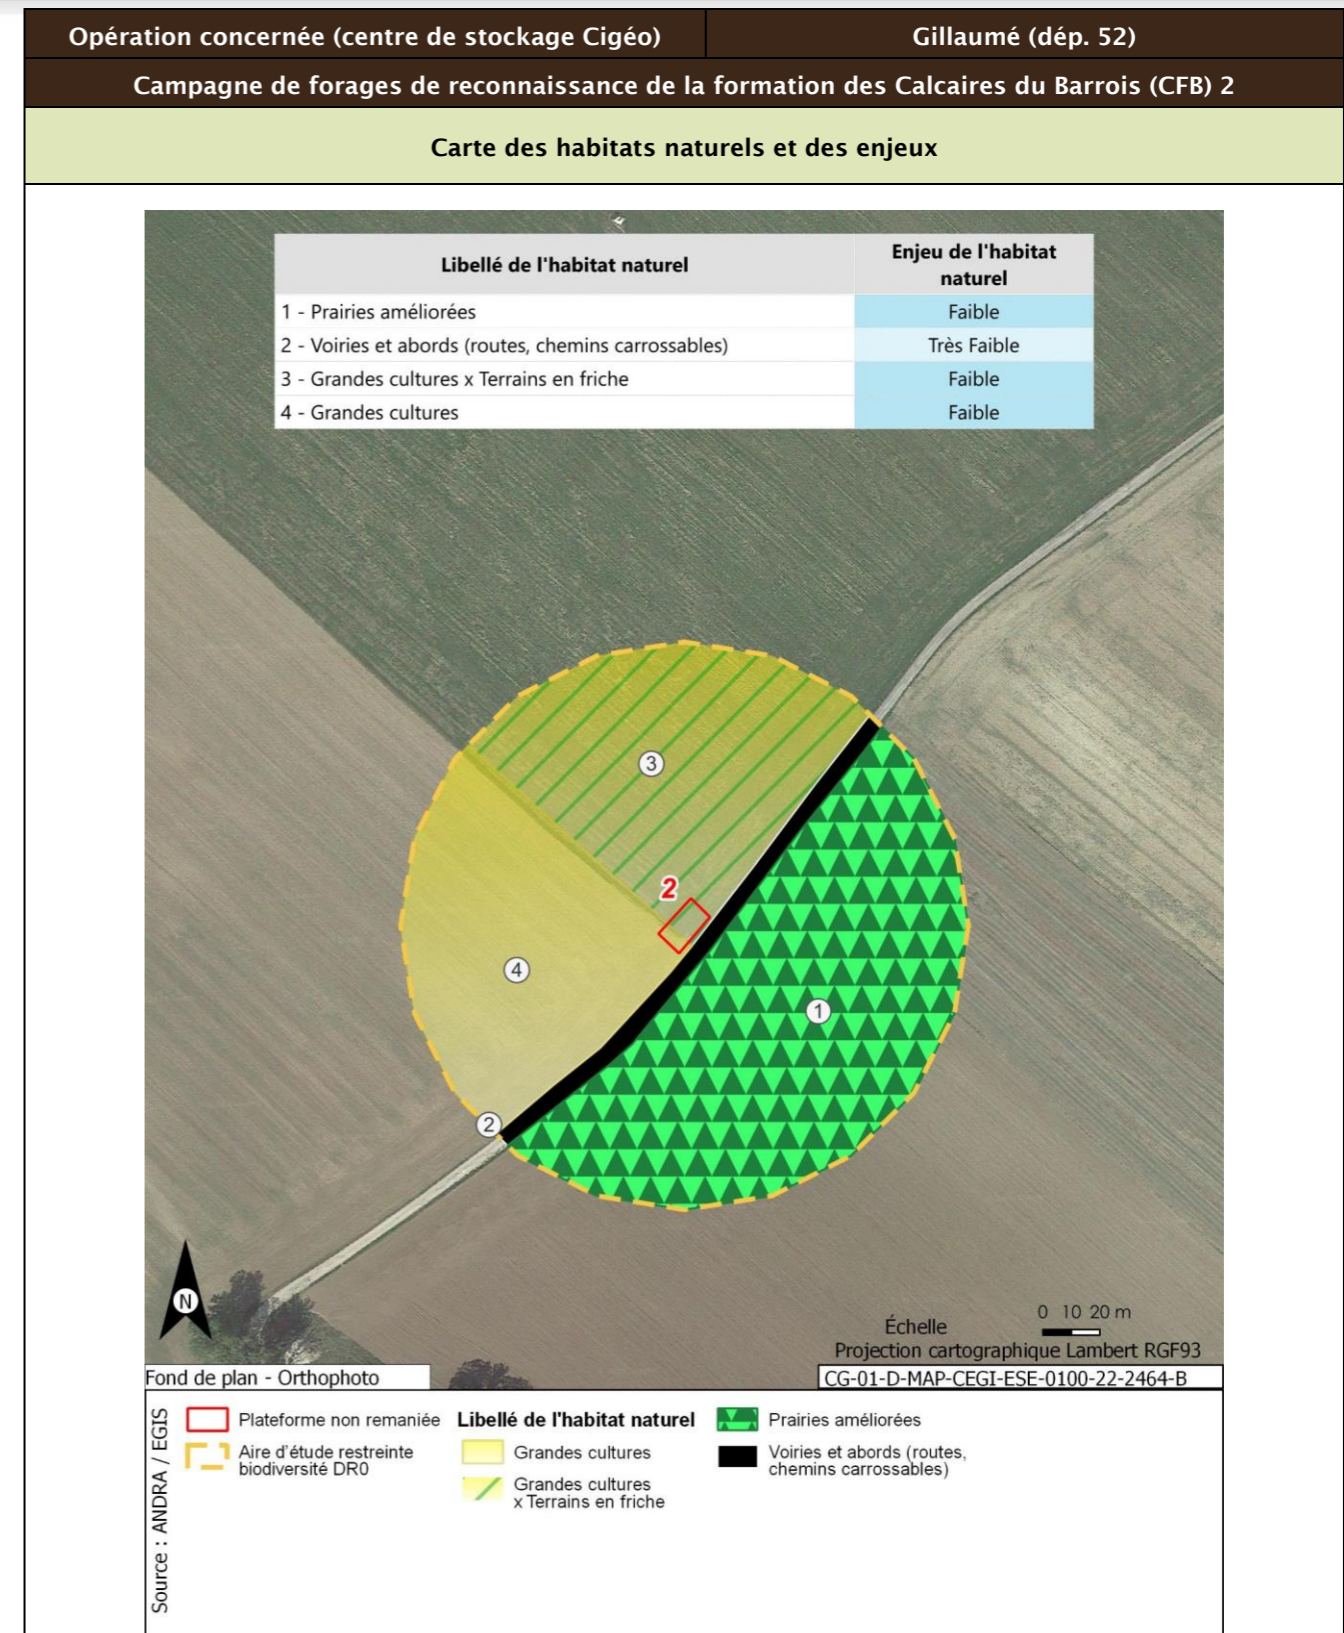 Opération concernée (centre de stockage Cigéo)
Gillaumé (dép. 52)
Campagne de forages de reconnaissance de la formation des Calcaires du Barrois (CFB) 2
Carte des habitats naturels et des enjeux
Libellé de l'habitat naturel
Enjeu de l'habitat
naturel
1 - Prairies améliorées
Faible
2 - Voiries et abords (routes, chemins carrossables)
Très Faible
3 - Grandes cultures x Terrains en friche
Faible
4 - Grandes cultures
Faible
3
2
4
1
2
N
0 10 20 m
Échelle
Projection cartographique Lambert RGF93
Fond de plan - Orthophoto
CG-01-D-MAP-CEGI-ESE-0100-22-2464-B
Source : ANDRA / EGIS
Plateforme non remaniée
Aire d'étude restreinte
biodiversité DR0
Libellé de l'habitat naturel
Grandes cultures
Grandes cultures
x Terrains en friche
Prairies améliorées
Voiries et abords (routes,
chemins carrossables)